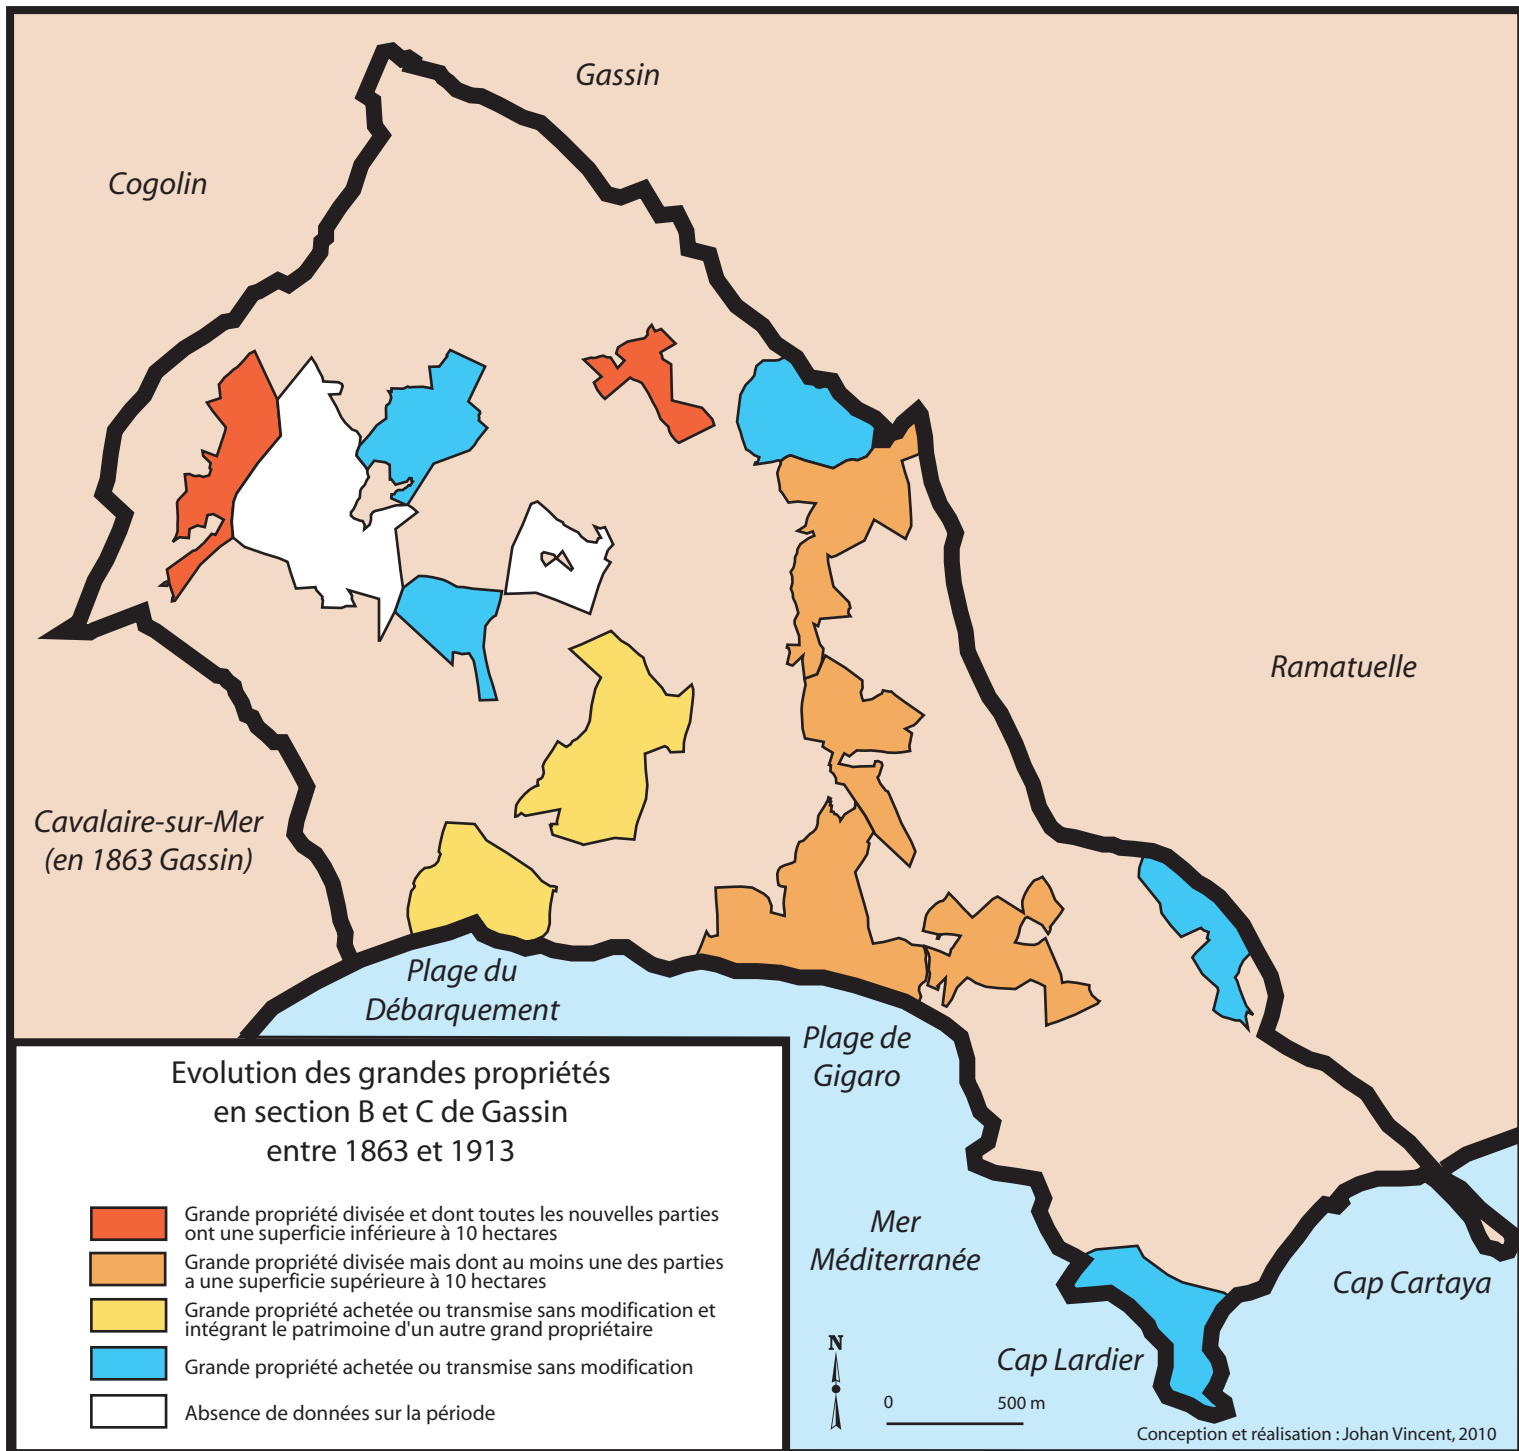 Gassin
Cogolin
Ramatuelle
Cavalaire-sur-Mer
(en 1863 Gassin)
Plage du
Débarquement
Plage de
Gigaro
Mer
Méditerranée
Cap Cartaya
Cap Lardier
Evolution des grandes propriétés
en section B et C de Gassin
entre 1863 et 1913
Grande propriété divisée et dont toutes les nouvelles parties
ont une superficie inférieure à 10 hectares
Grande propriété divisée mais dont au moins une des parties
a une superficie supérieure à 10 hectares
Grande propriété achetée ou transmise sans modification et
intégrant le patrimoine d'un autre grand propriétaire
Grande propriété achetée ou transmise sans modification
Absence de données sur la période
N
0 500 m
Conception et réalisation : Johan Vincent, 2010